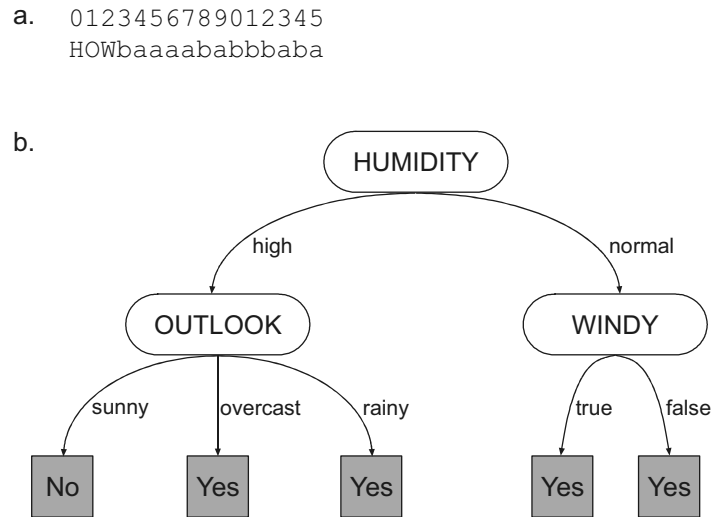 a. 0123456789012345
HOWbaaaababbbaba
b.
HUMIDITY
high normal
OUTLOOK WINDY
sunny overcast rainy true false
No Yes Yes Yes Yes